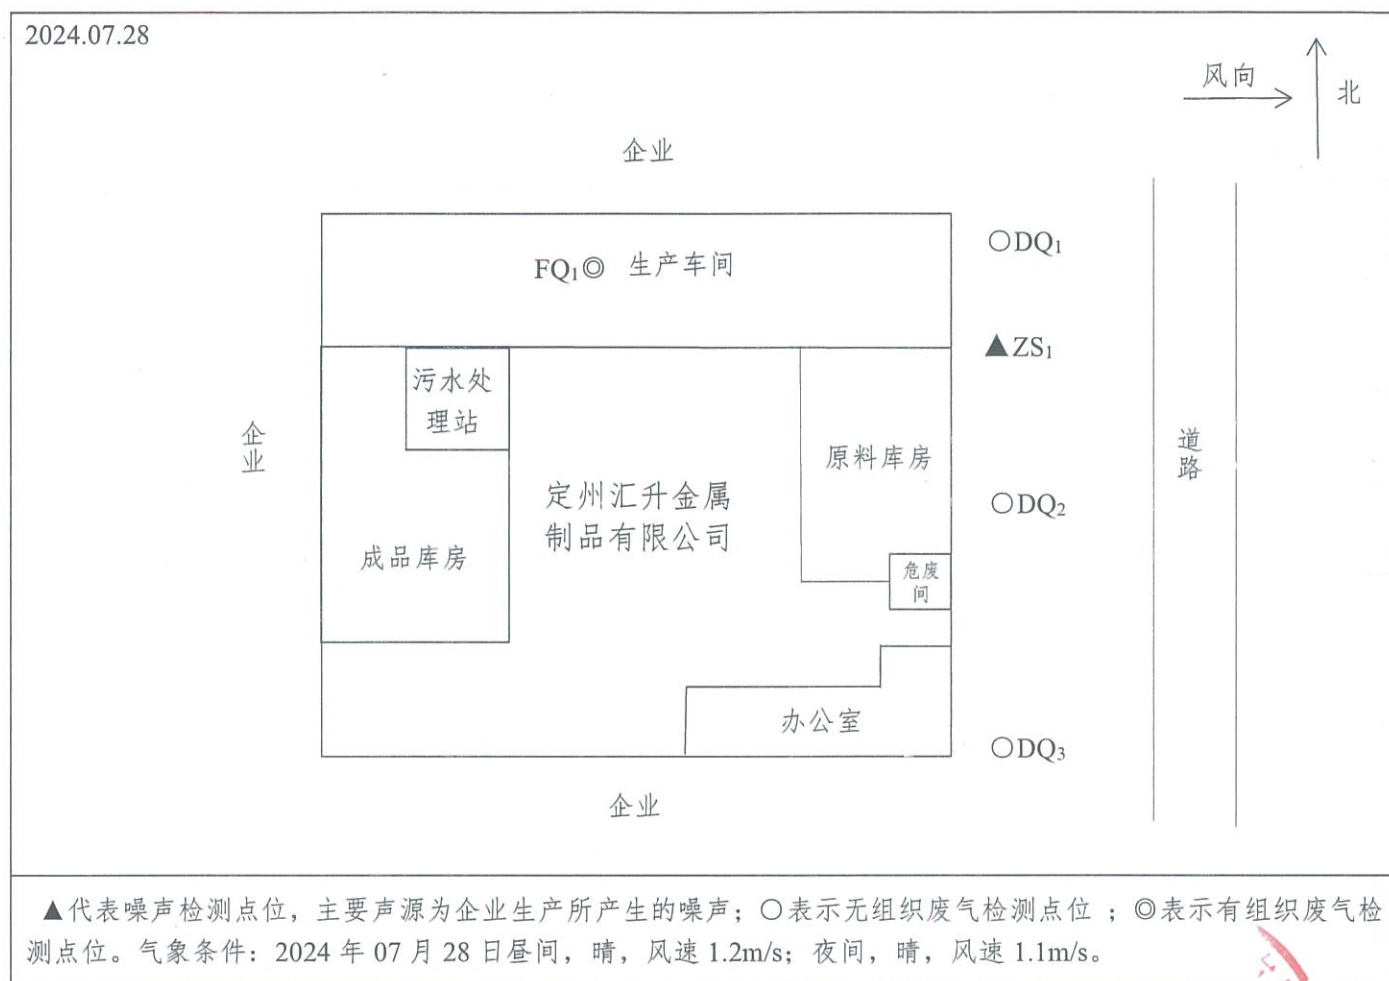 2024.07.28
风向
北
企业
○DQ₁
FQ₁◎ 生产车间
▲ZS₁
污水处
理站
企业
道路
原料库房
定州汇升金属
制品有限公司
○DQ₂
成品库房
危废
间
办公室
○DQ₃
企业
▲代表噪声检测点位，主要声源为企业生产所产生的噪声；○表示无组织废气检测点位 ；◎表示有组织废气检
测点位。气象条件：2024 年 07 月 28 日昼间，晴，风速 1.2m/s；夜间，晴，风速 1.1m/s。